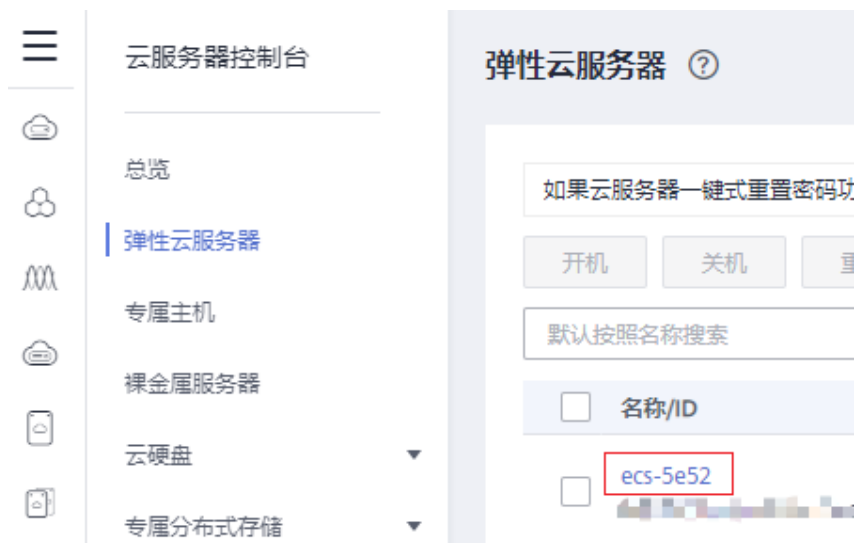 云服务器控制台
总览
弹性云服务器
专属主机
裸金属服务器
云硬盘
专属分布式存储
弹性云服务器 ?
如果云服务器一键式重置密码功
开机 关机
默认按照名称搜索
名称/ID
ecs-5e52